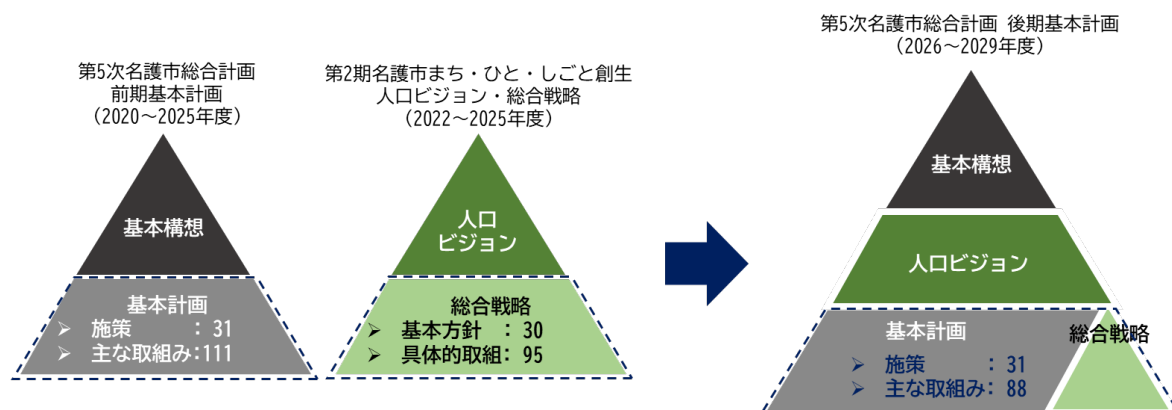 第5次名護市総合計画
前期基本計画
（2020～2025年度）
基本構想
基本計画
➢ 施策 : 31
➢ 主な取組み:111
第2期名護市まち・ひと・しごと創生
人口ビジョン・総合戦略
（2022～2025年度）
人口
ビジョン
総合戦略
➢ 基本方針 : 30
➢ 具体的取組: 95
第5次名護市総合計画 後期基本計画
（2026～2029年度）
基本構想
人口ビジョン
基本計画
➢ 施策 : 31
➢ 主な取組み: 88
総合戦略